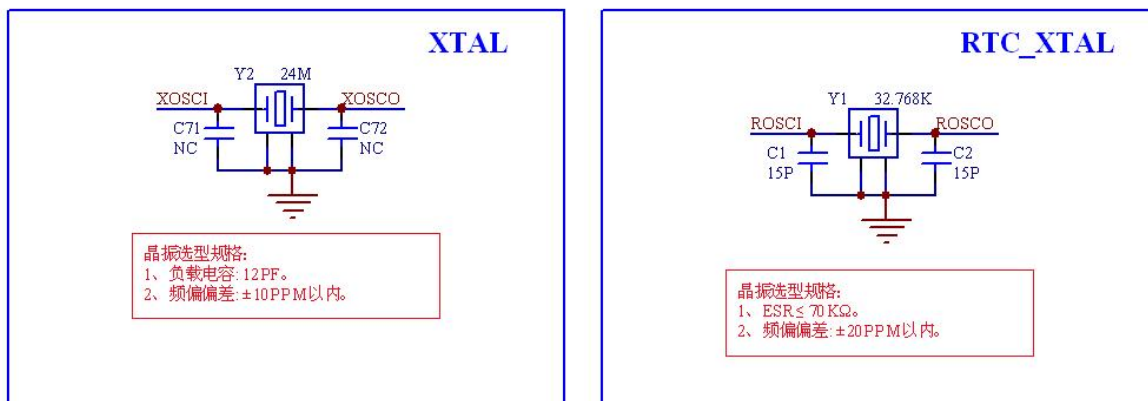 XTAL
Y2 24M
XOSCI XOSCO
C71 C72
NC NC
晶振选型规格:
1、负载电容: 12PF。
2、频偏偏差: ±10PPM以内。
RTC_XTAL
Y1 32.768K
ROSCI ROSCO
C1 C2
15P 15P
晶振选型规格:
1、ESR≤ 70 KΩ。
2、频偏偏差: ±20PPM以内。